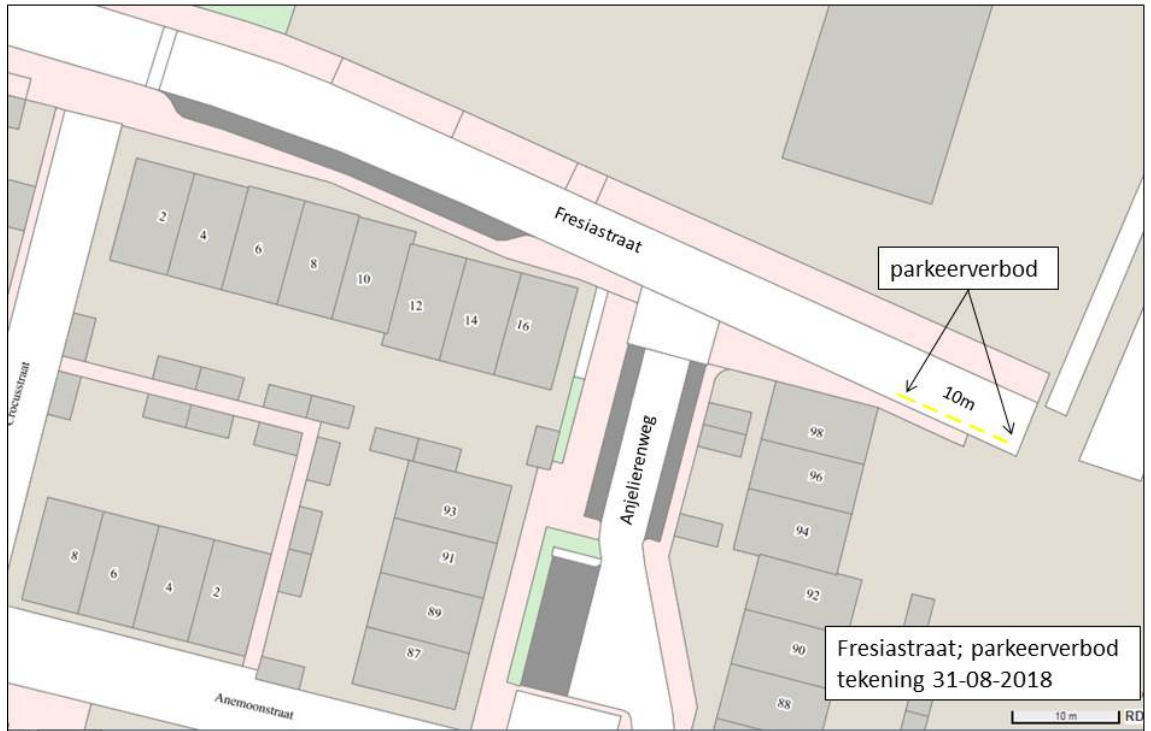 Fresiastraat
parkeerverbod
10m
2
4
6
8
10
12
14
16
Crocusstraat
Anjelierenweg
98
96
94
92
90
88
93
91
89
87
8
6
4
2
Anemoonstraat
Fresiastraat; parkeerverbod
tekening 31-08-2018
10 m
RD